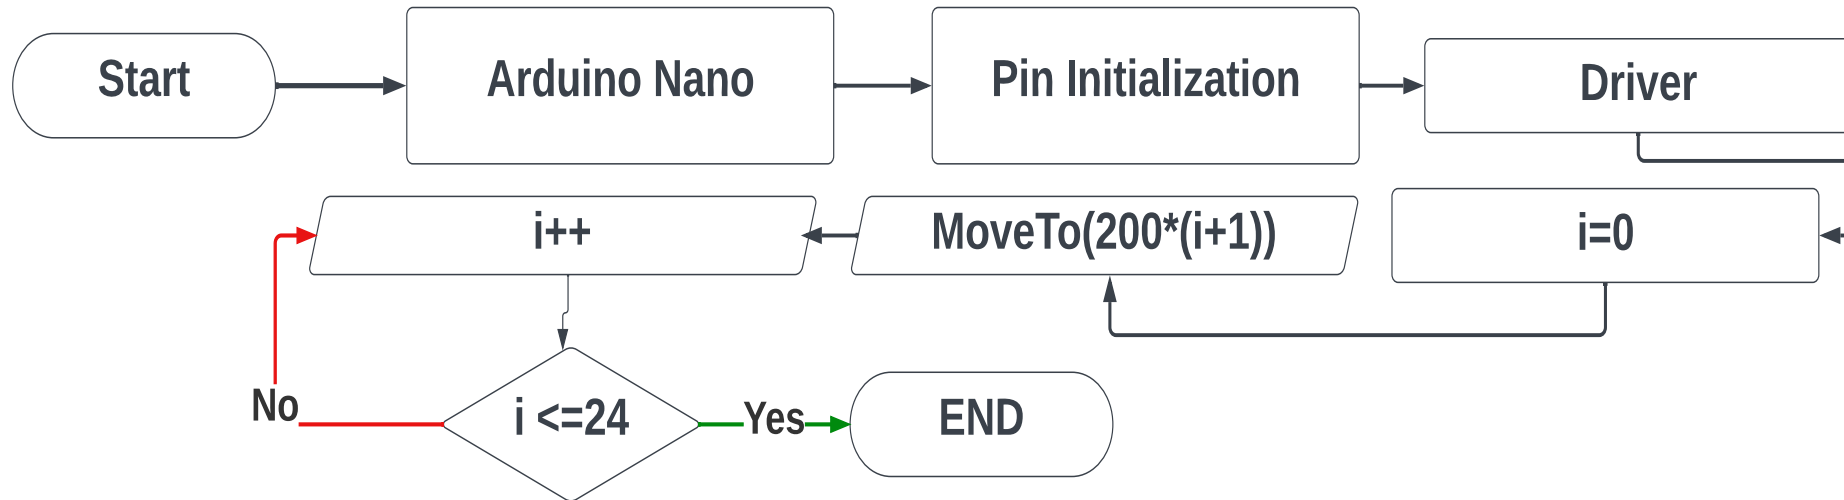 Start
Arduino Nano
Pin Initialization
Driver
i=0
MoveTo(200*(i+1))
i++
i <=24
No
Yes
END